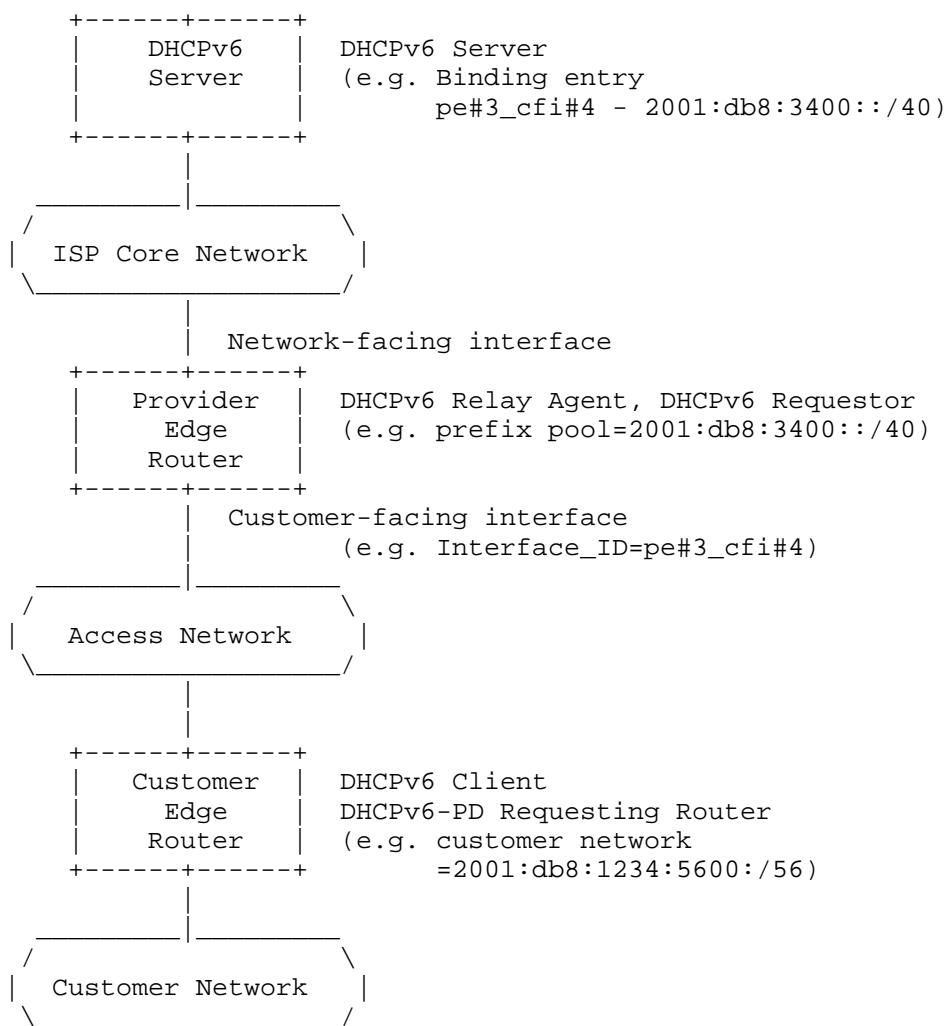 DHCPv6 DHCPv6 Server
Server (e.g. Binding entry
pe#3_cfi#4 - 2001:db8:3400::/40)
ISP Core Network
Network-facing interface
Provider DHCPv6 Relay Agent, DHCPv6 Requestor
Edge (e.g. prefix pool=2001:db8:3400::/40)
Router
Customer-facing interface
(e.g. Interface_ID=pe#3_cfi#4)
Access Network
Customer DHCPv6 Client
Edge DHCPv6-PD Requesting Router
Router (e.g. customer network
=2001:db8:1234:5600:/56)
Customer Network